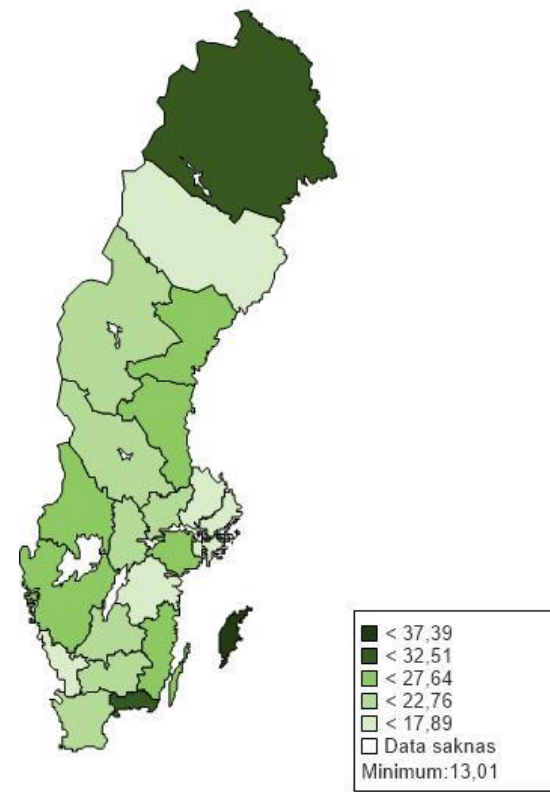 < 37,39
< 32,51
< 27,64
< 22,76
< 17,89
Data saknas
Minimum:13,01